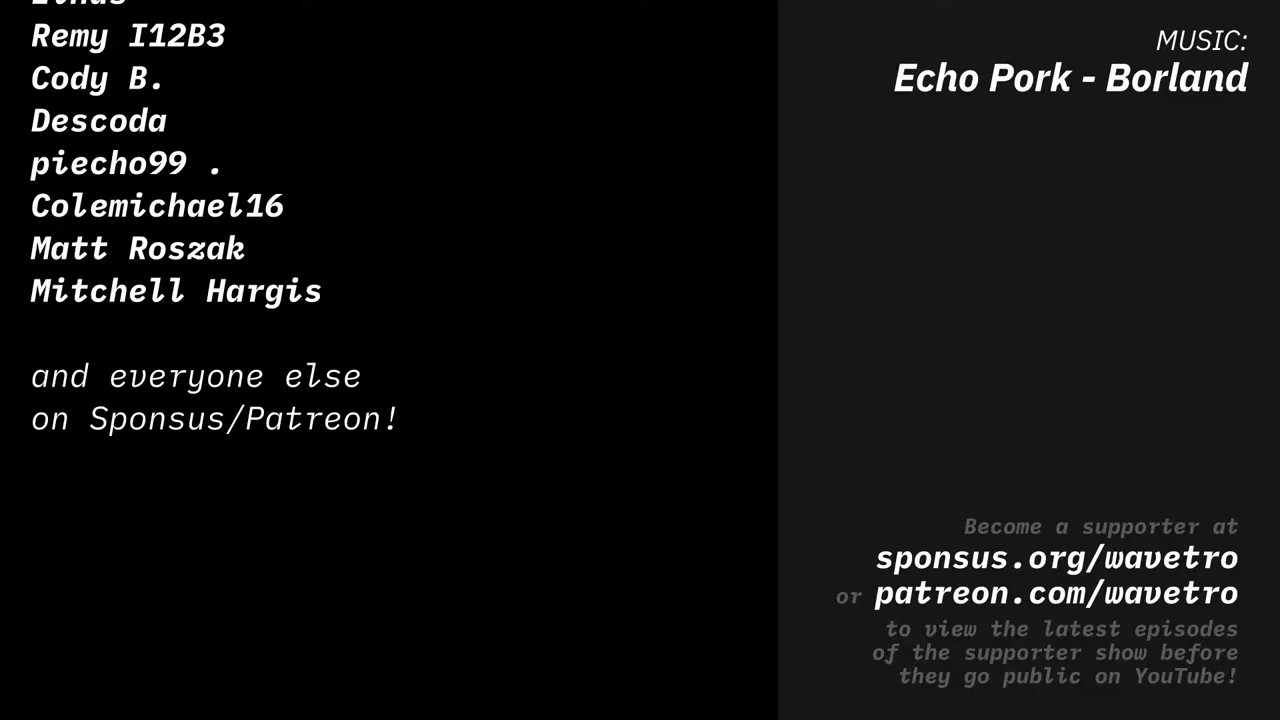 Remy I12B3
Cody B.
Descoda
piecho99 .
Colemichael16
Matt Roszak
Mitchell Hargis
and everyone else
on Sponsus/Patreon!
MUSIC:
Echo Pork - Borland
Become a supporter at
sponsus.org/wavetro
or patreon.com/wavetro
to view the latest episodes
of the supporter show before
they go public on YouTube!